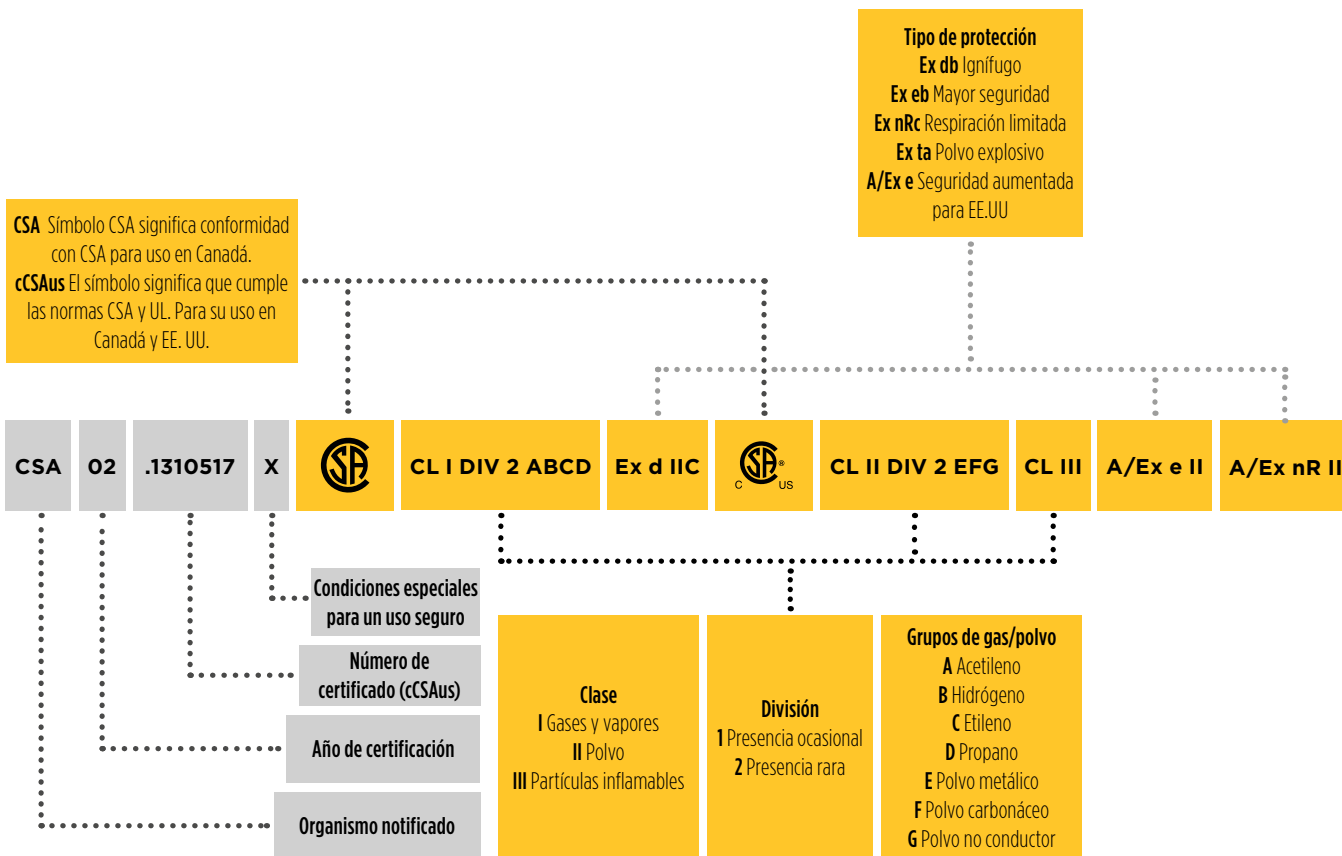 Tipo de protección
Ex db Ignífugo
Ex eb Mayor seguridad
Ex nRc Respiración limitada
Ex ta Polvo explosivo
A/Ex e Seguridad aumentada
para EE.UU
CSA Símbolo CSA significa conformidad
con CSA para uso en Canadá.
cCSAus El símbolo significa que cumple
las normas CSA y UL. Para su uso en
Canadá y EE. UU.
CSA 02 .1310517 X CSA CL I DIV 2 ABCD Ex d IIC C CSA ® US CL II DIV 2 EFG CL III A/Ex e II A/Ex nR II
Condiciones especiales
para un uso seguro
Número de
certificado (cCSAus)
Año de certificación
Organismo notificado
Clase
I Gases y vapores
II Polvo
III Partículas inflamables
División
1 Presencia ocasional
2 Presencia rara
Grupos de gas/polvo
A Acetileno
B Hidrógeno
C Etileno
D Propano
E Polvo metálico
F Polvo carbonáceo
G Polvo no conductor